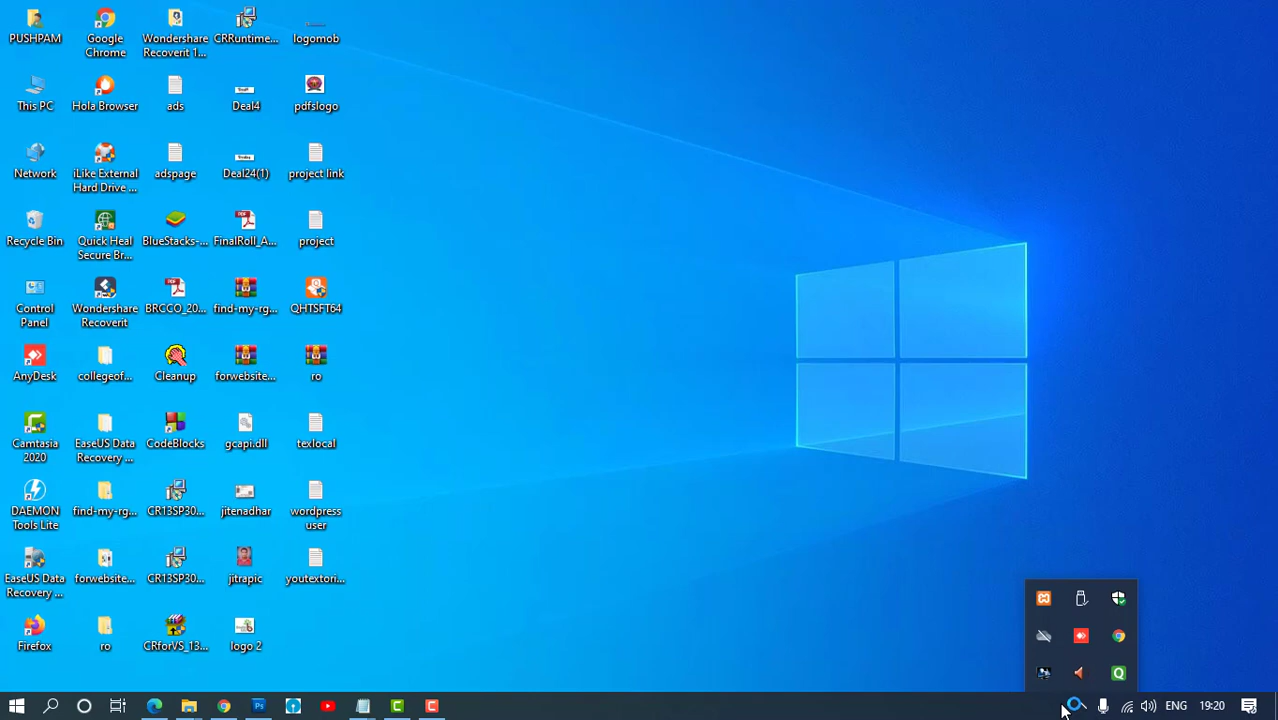 PUSHPAM
Google
Chrome
Wondershare
Recoverit 1...
CRRuntime...
logomob
This PC
Hola Browser
ads
Deal4
pdfslogo
Network
iLike External
Hard Drive ...
adspage
Deal24(1)
project link
Recycle Bin
Quick Heal
Secure Br...
BlueStacks-...
FinalRoll_A...
project
Control
Panel
Wondershare
Recoverit
BRCCO_20...
find-my-rg...
QHTSFT64
AnyDesk
collegeof...
Cleanup
forwebsite...
ro
Camtasia
2020
EaseUS Data
Recovery ...
CodeBlocks
gcapi.dll
texlocal
DAEMON
Tools Lite
find-my-rg...
CR13SP30...
jitenadhar
wordpress
user
EaseUS Data
Recovery ...
forwebsite...
CR13SP30...
jitrapic
youtextori...
Firefox
ro
CRforVS_13...
logo 2
ENG
19:20